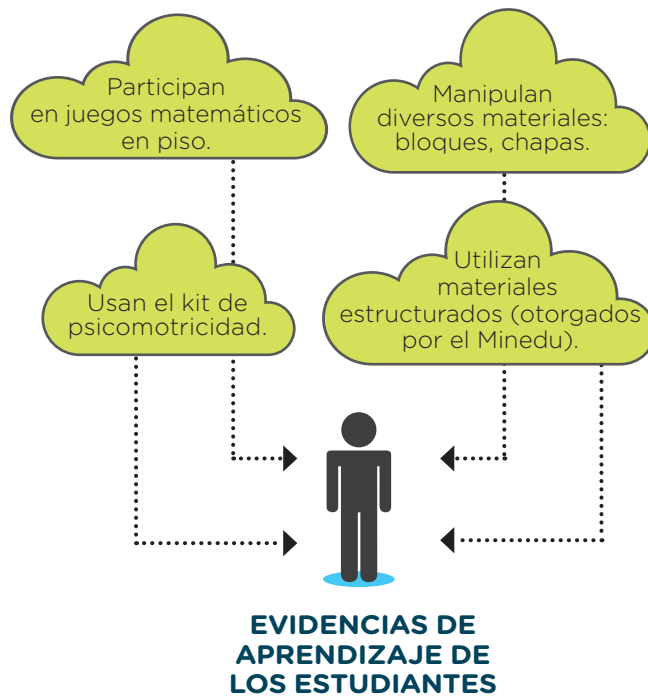 Participan
en juegos matemáticos
en piso.
Manipulan
diversos materiales:
bloques, chapas.
Usan el kit de
psicomotricidad.
Utilizan
materiales
estructurados (otorgados
por el Minedu).
EVIDENCIAS DE
APRENDIZAJE DE
LOS ESTUDIANTES